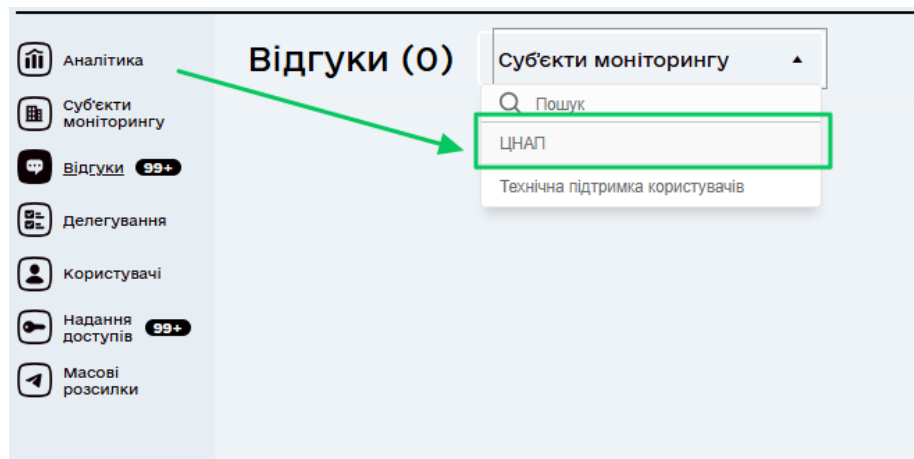 Аналітика
Суб'єкти
моніторингу
Відгуки 99+
Делегування
Користувачі
Надання
доступів 99+
Масові
розсилки
Відгуки (0)
Суб'єкти моніторингу
Пошук
ЦНАП
Технічна підтримка користувачів